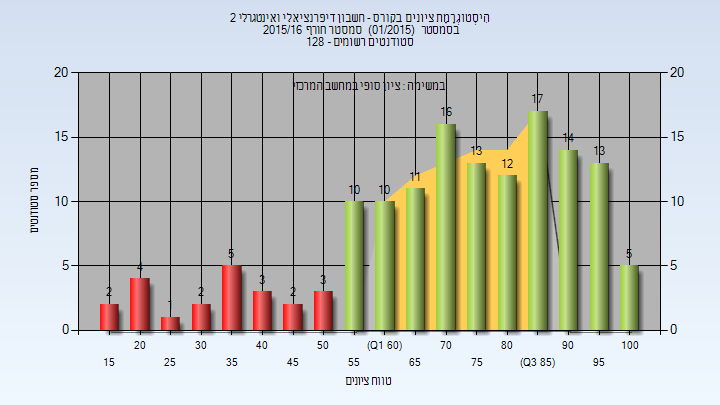 היסטוגרמת ציונים בקורס - חשבון דיפרנציאלי ואינטגרלי 2
בסמסטר (01/2015) סמסטר חורף 2015/16
סטודנטים רשומים - 128
במשימה : ציון סופי במחשב המרכזי
20 20
15 15
10 10
5 5
0 0
מספר סטודנטים
2 4 1 2 5 3 2 3 10 10 11 16 13 12 17 14 13 5
20 30 40 50 (Q1 60) 70 80 90 100
15 25 35 45 55 65 75 (Q3 85) 95
טווח ציונים